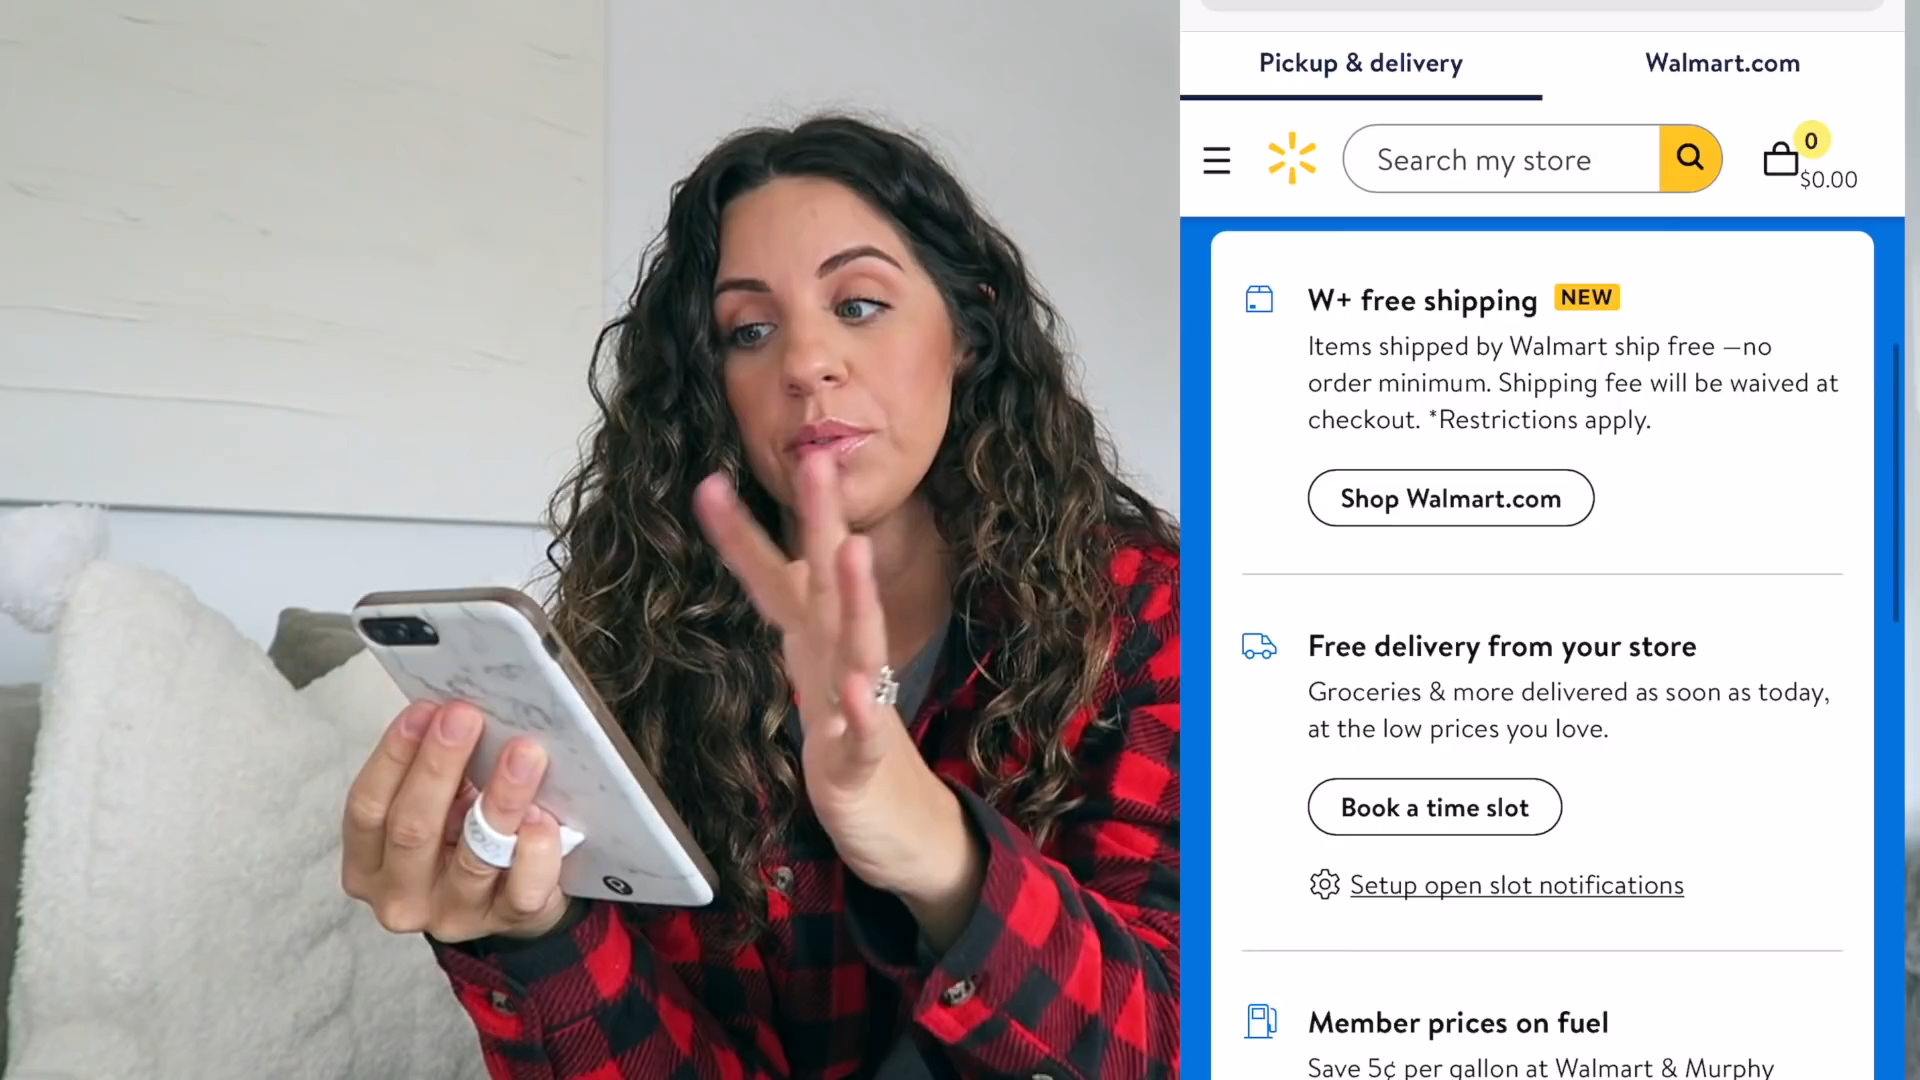 Pickup & delivery
Walmart.com
Search my store
0
$0.00
W+ free shipping NEW
Items shipped by Walmart ship free —no
order minimum. Shipping fee will be waived at
checkout. *Restrictions apply.
Shop Walmart.com
Free delivery from your store
Groceries & more delivered as soon as today,
at the low prices you love.
Book a time slot
Setup open slot notifications
Member prices on fuel
Save 5¢ per gallon at Walmart & Murphy